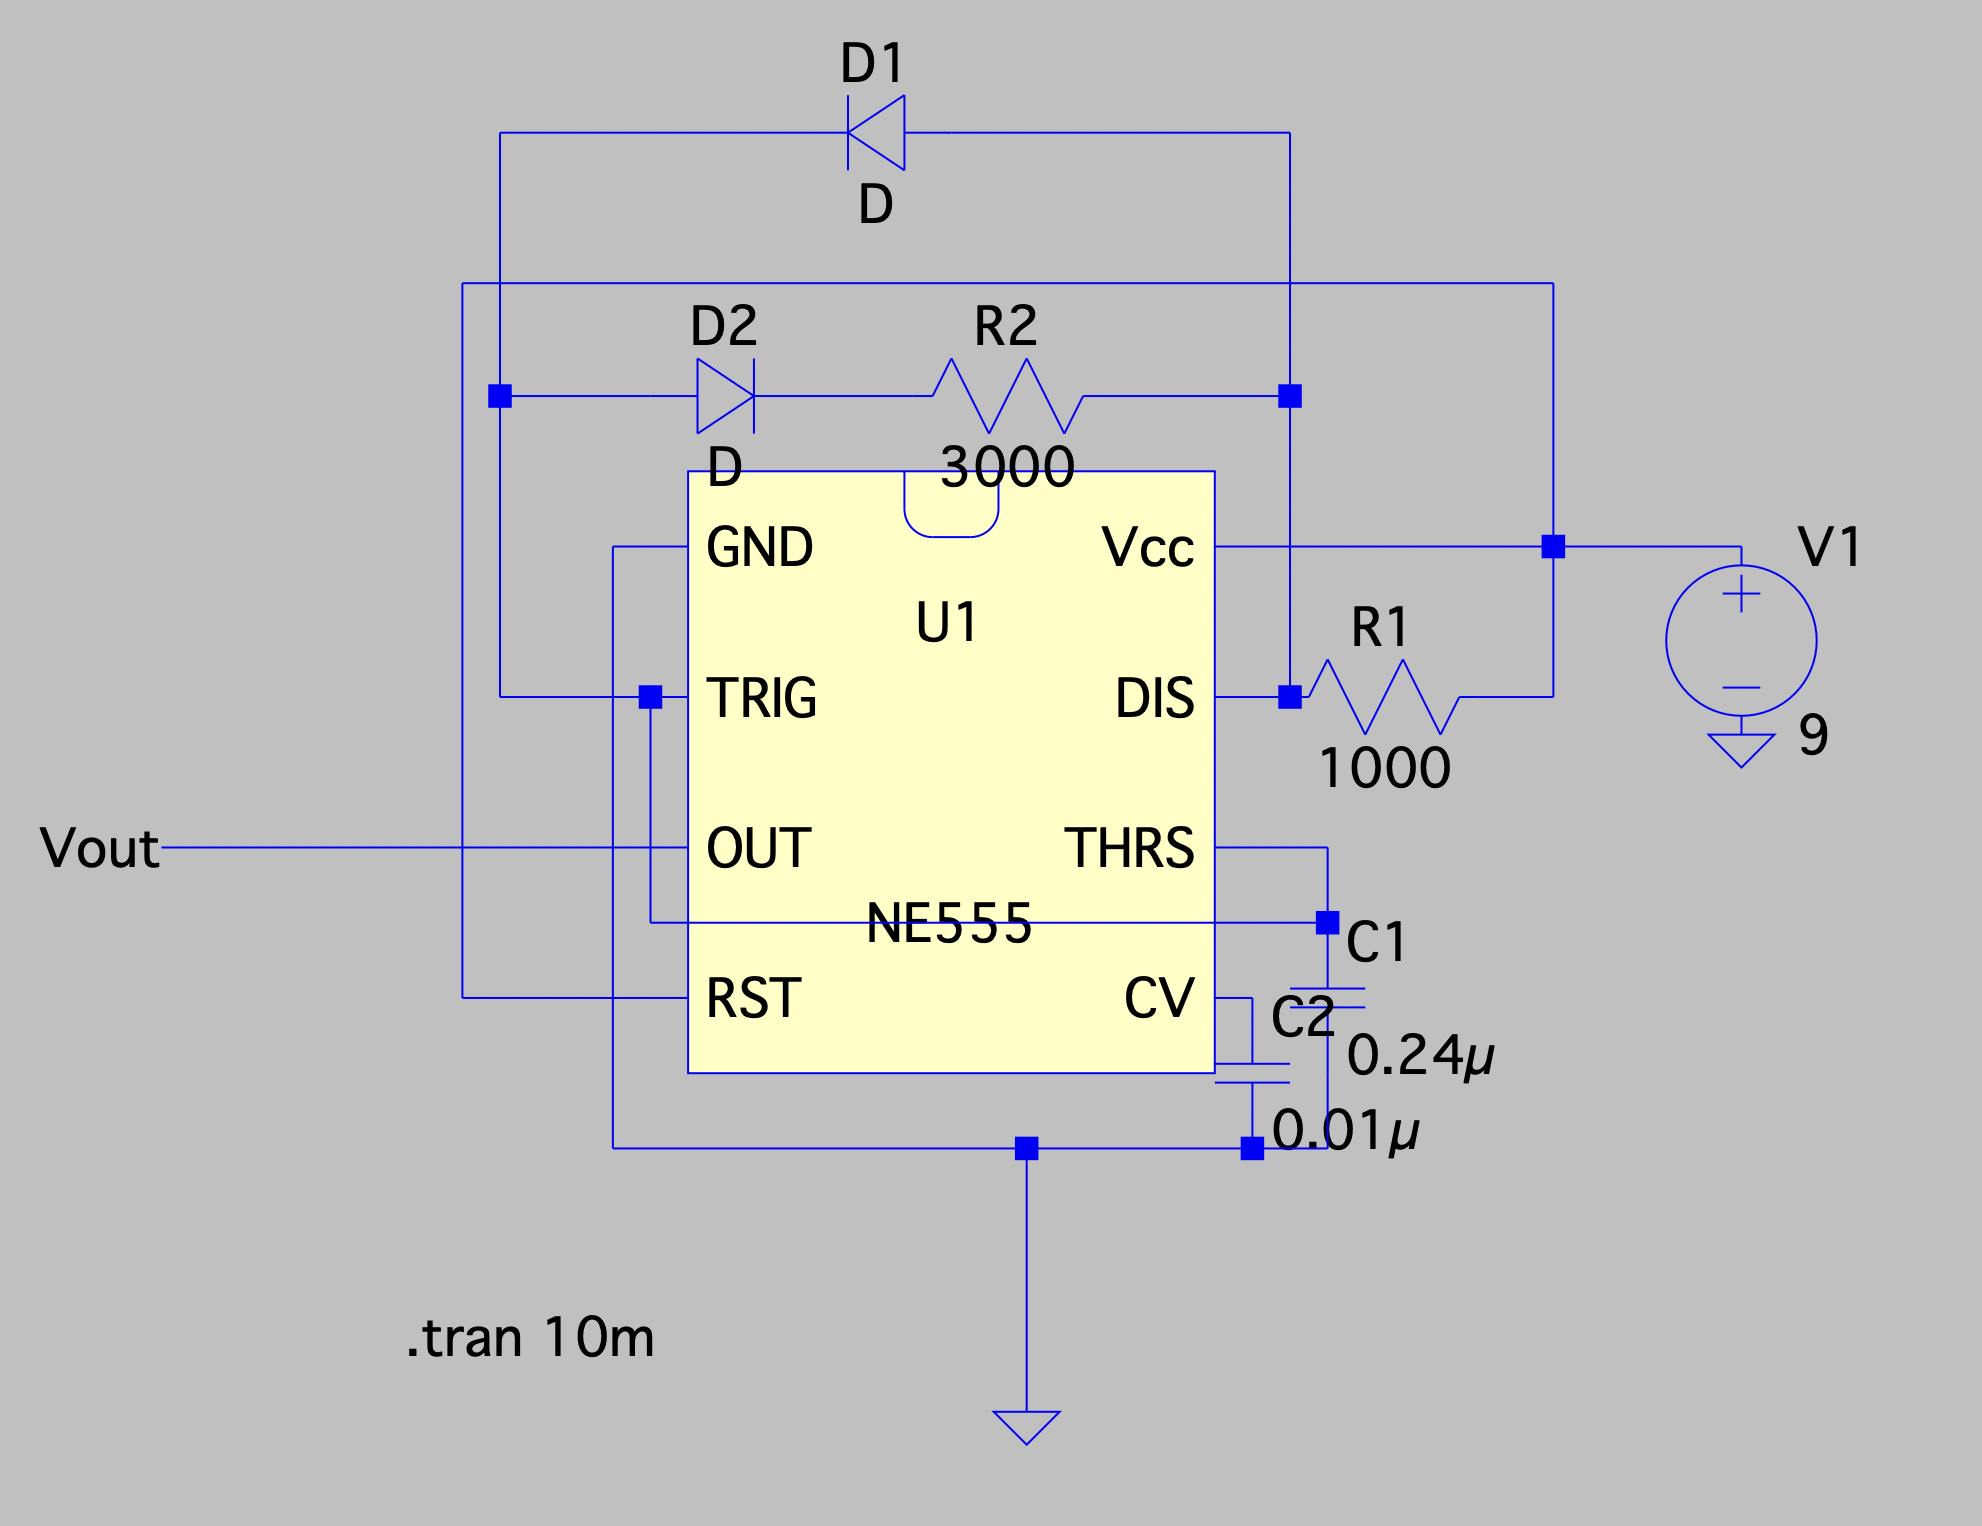 D1
D
D2
R2
D
3000
GND
Vcc
V1
U1
R1
TRIG
DIS
9
1000
Vout
OUT
THRS
NE555
C1
RST
CV
C2
0.24µ
0.01µ
.tran 10m